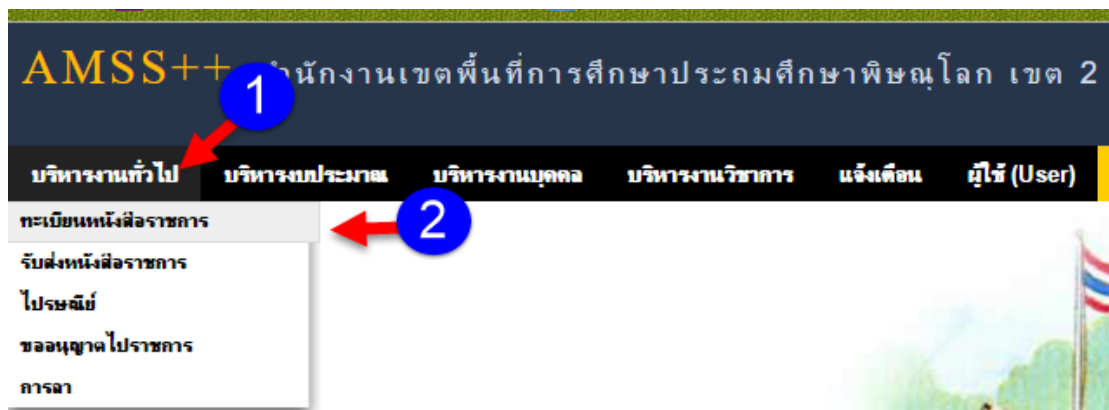 AMSS++ สำนักงานเขตพื้นที่การศึกษาประถมศึกษาพิษณุโลก เขต 2
1
บริหารงานทั่วไป บริหารงบประมาณ บริหารงานบุคคล บริหารงานวิชาการ แจ้งเตือน ผู้ใช้ (User)
ทะเบียนหนังสือราชการ
2
รับส่งหนังสือราชการ
ไปรษณีย์
ขออนุญาตไปราชการ
การลา